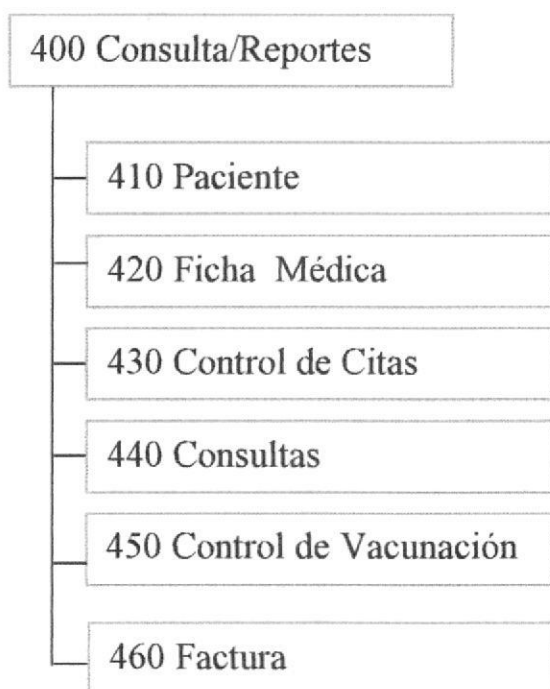 400 Consulta/Reportes
410 Paciente
420 Ficha Médica
430 Control de Citas
440 Consultas
450 Control de Vacunación
460 Factura